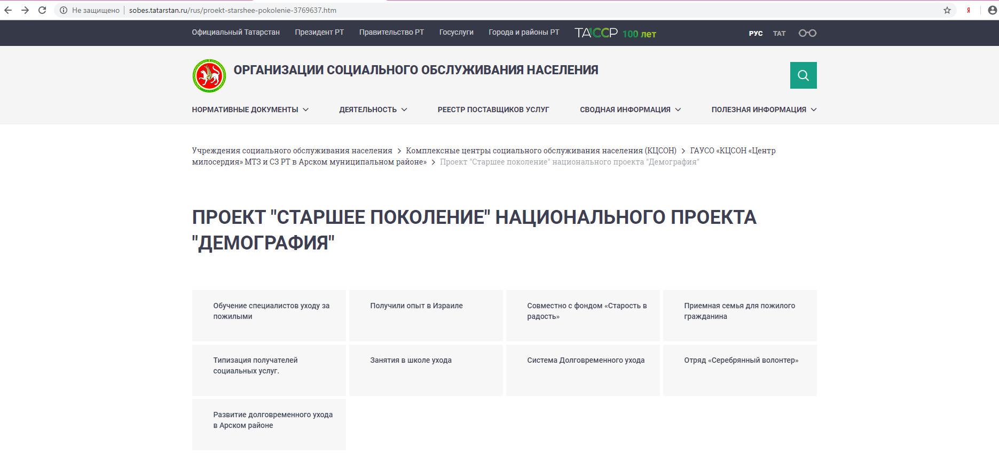 Не защищено sobes.tatarstan.ru/rus/proekt-starshee-pokolenie-3769637.htm Я
Официальный Татарстан Президент РТ Правительство РТ Госуслуги Города и районы РТ ТАССР 100 лет РУС ТАТ
ОРГАНИЗАЦИИ СОЦИАЛЬНОГО ОБСЛУЖИВАНИЯ НАСЕЛЕНИЯ
НОРМАТИВНЫЕ ДОКУМЕНТЫ ДЕЯТЕЛЬНОСТЬ РЕЕСТР ПОСТАВЩИКОВ УСЛУГ СВОДНАЯ ИНФОРМАЦИЯ ПОЛЕЗНАЯ ИНФОРМАЦИЯ
Учреждения социального обслуживания населения > Комплексные центры социального обслуживания населения (КЦСОН) > ГАУСО «КЦСОН «Центр
милосердия» МТЗ и СЗ РТ в Арском муниципальном районе» > Проект "Старшее поколение" национального проекта "Демография"
ПРОЕКТ "СТАРШЕЕ ПОКОЛЕНИЕ" НАЦИОНАЛЬНОГО ПРОЕКТА
"ДЕМОГРАФИЯ"
Обучение специалистов уходу за
пожилыми
Получили опыт в Израиле
Совместно с фондом «Старость в
радость»
Приемная семья для пожилого
гражданина
Типизация получателей
социальных услуг.
Занятия в школе ухода
Система Долговременного ухода
Отряд «Серебрянный волонтер»
Развитие долговременного ухода
в Арском районе